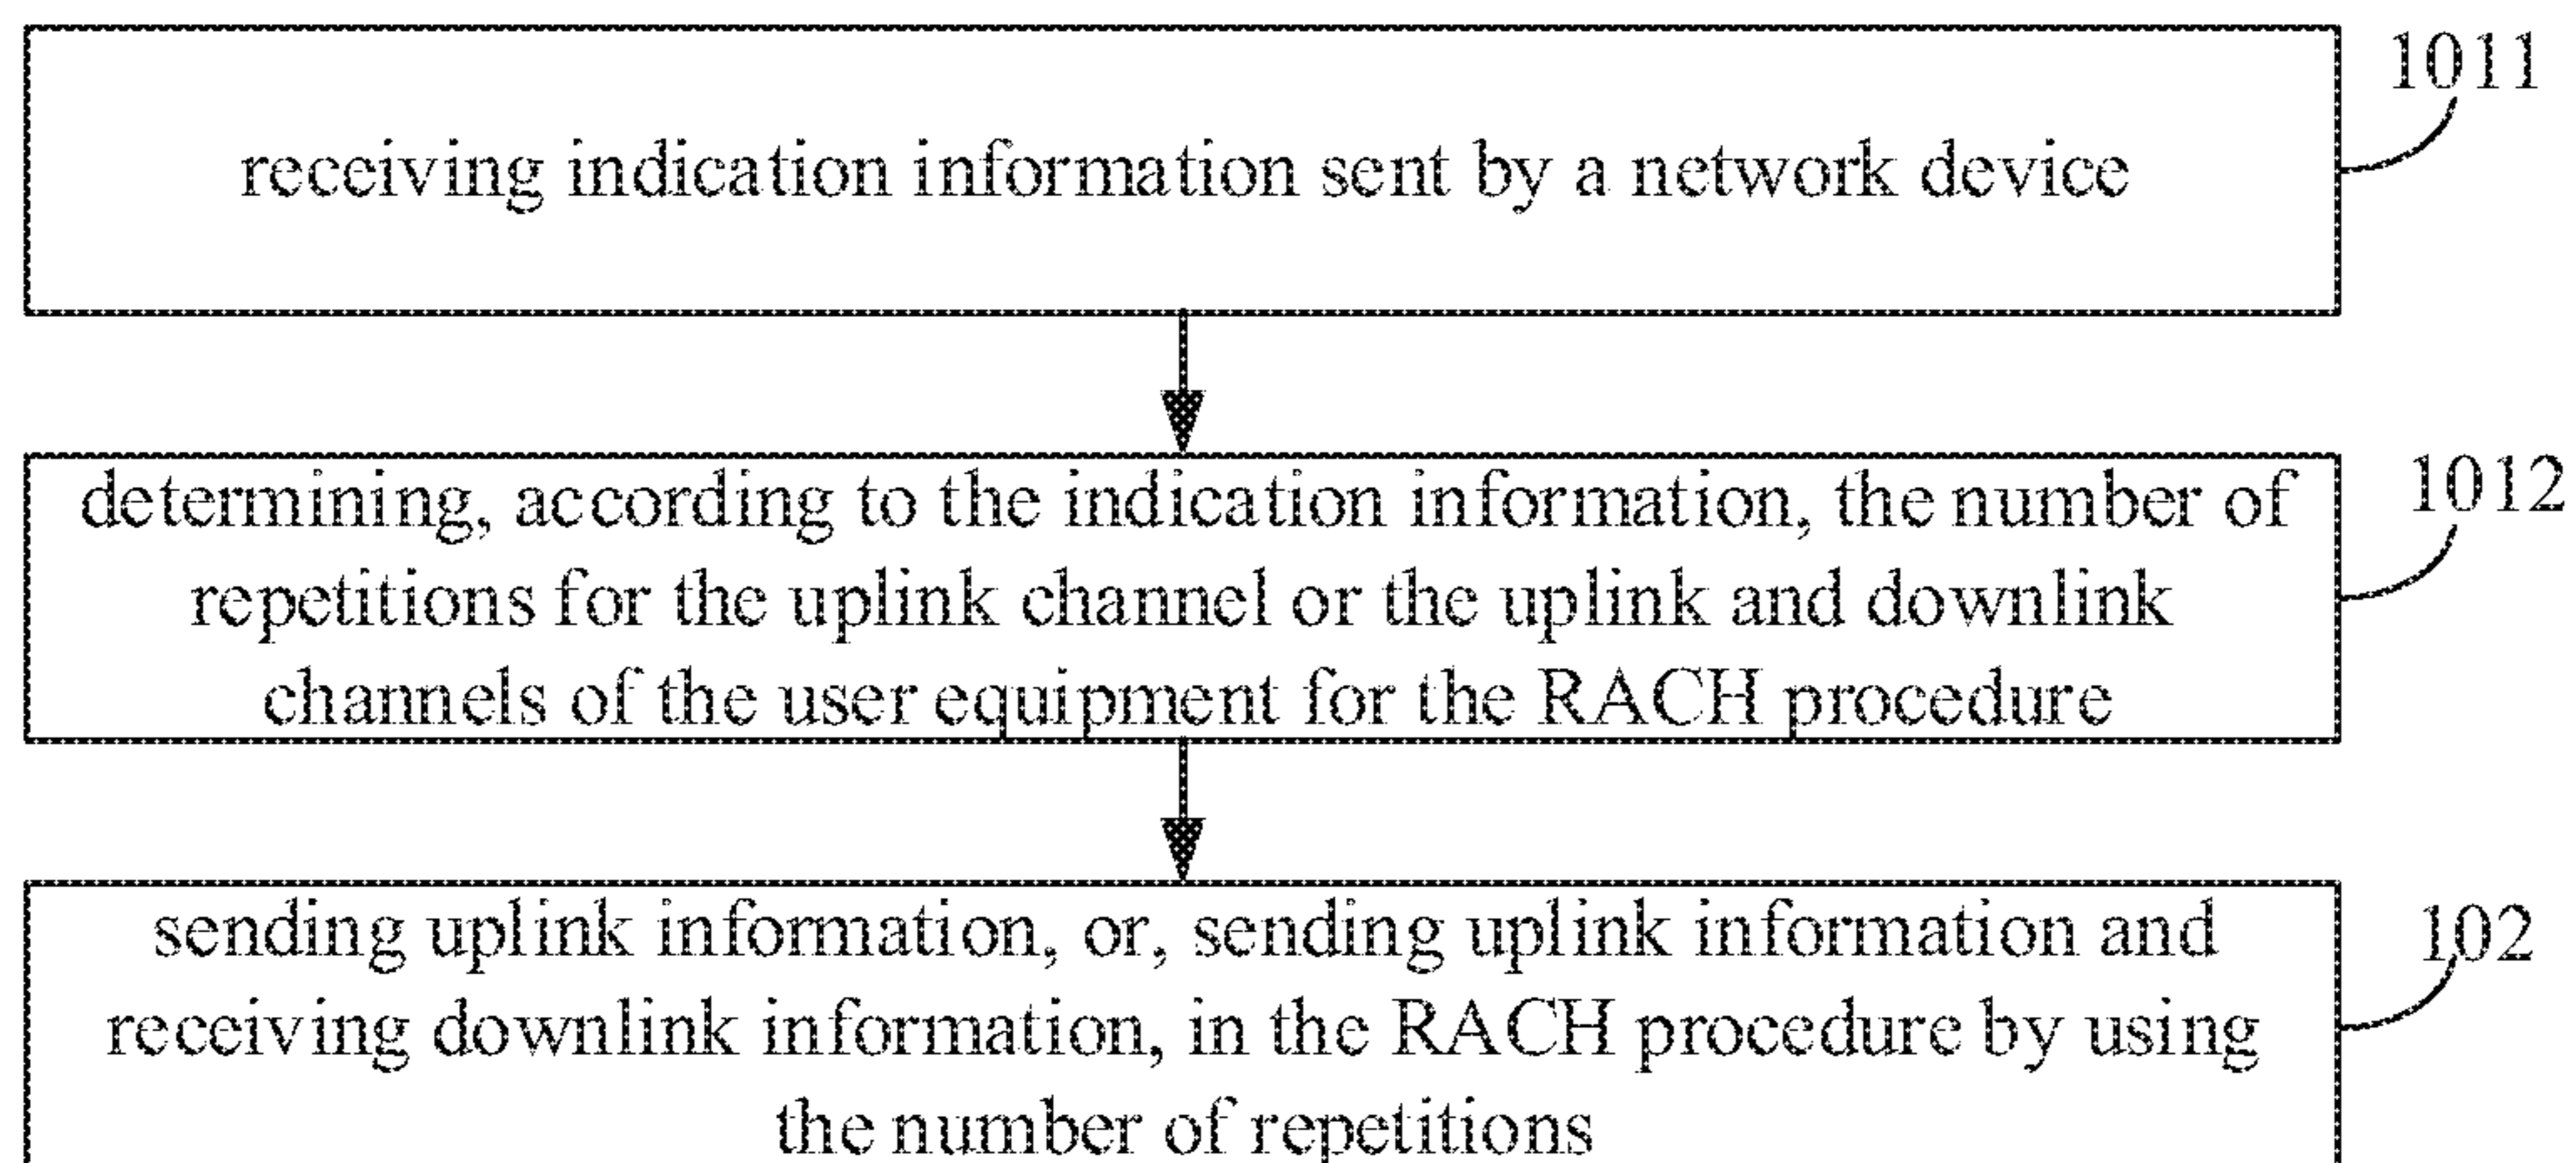 1011
receiving indication information sent by a network device
1012
determining, according to the indication information, the number of
repetitions for the uplink channel or the uplink and downlink
channels of the user equipment for the RACH procedure
102
sending uplink information, or, sending uplink information and
receiving downlink information, in the RACH procedure by using
the number of repetitions